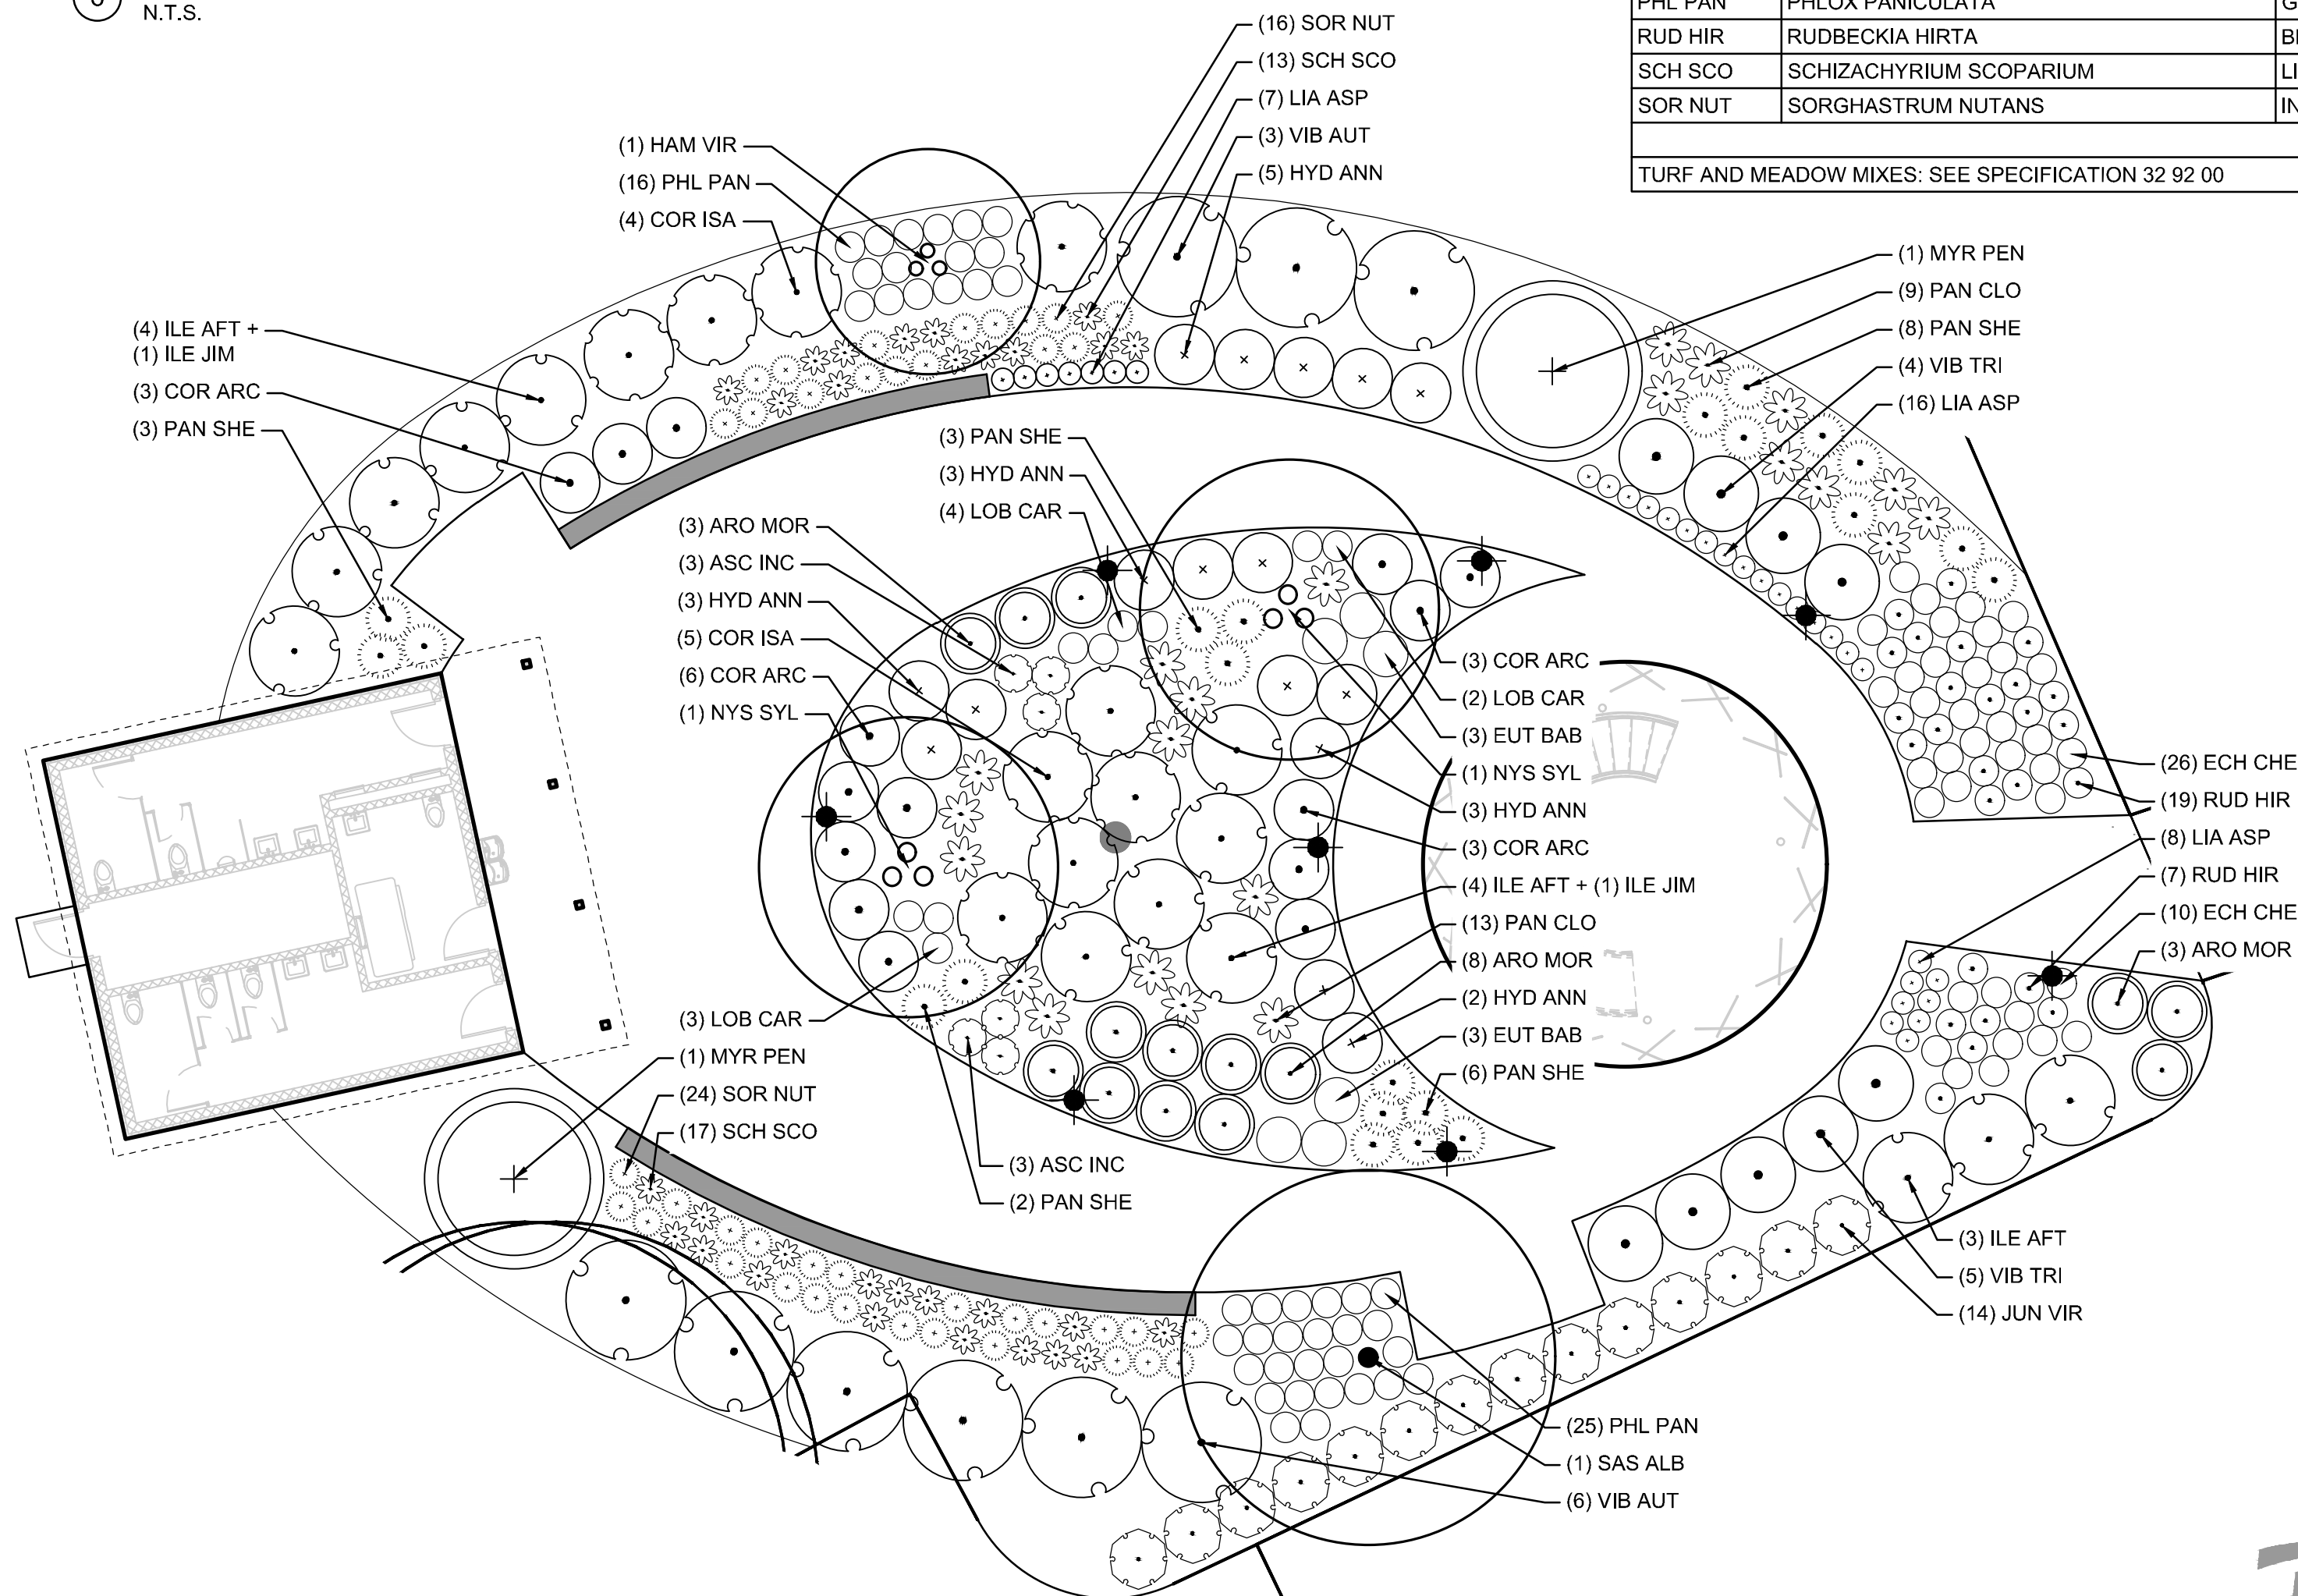 6
N.T.S.
PHL PAN PHLOX PANICULATA
RUD HIR RUDBECKIA HIRTA
SCH SCO SCHIZACHYRIUM SCOPARIUM
SOR NUT SORGHASTRUM NUTANS
TURF AND MEADOW MIXES: SEE SPECIFICATION 32 92 00
(16) SOR NUT
(13) SCH SCO
(7) LIA ASP
(3) VIB AUT
(5) HYD ANN
(1) HAM VIR
(16) PHL PAN
(4) COR ISA
(4) ILE AFT +
(1) ILE JIM
(3) COR ARC
(3) PAN SHE
(1) MYR PEN
(9) PAN CLO
(8) PAN SHE
(4) VIB TRI
(16) LIA ASP
(3) PAN SHE
(3) HYD ANN
(4) LOB CAR
(3) ARO MOR
(3) ASC INC
(3) HYD ANN
(5) COR ISA
(6) COR ARC
(1) NYS SYL
(3) COR ARC
(2) LOB CAR
(3) EUT BAB
(1) NYS SYL
(3) HYD ANN
(3) COR ARC
(4) ILE AFT + (1) ILE JIM
(13) PAN CLO
(8) ARO MOR
(2) HYD ANN
(3) EUT BAB
(6) PAN SHE
(26) ECH CHE
(19) RUD HIR
(8) LIA ASP
(7) RUD HIR
(10) ECH CHE
(3) ARO MOR
(3) LOB CAR
(1) MYR PEN
(24) SOR NUT
(17) SCH SCO
(3) ASC INC
(2) PAN SHE
(3) ILE AFT
(5) VIB TRI
(14) JUN VIR
(25) PHL PAN
(1) SAS ALB
(6) VIB AUT